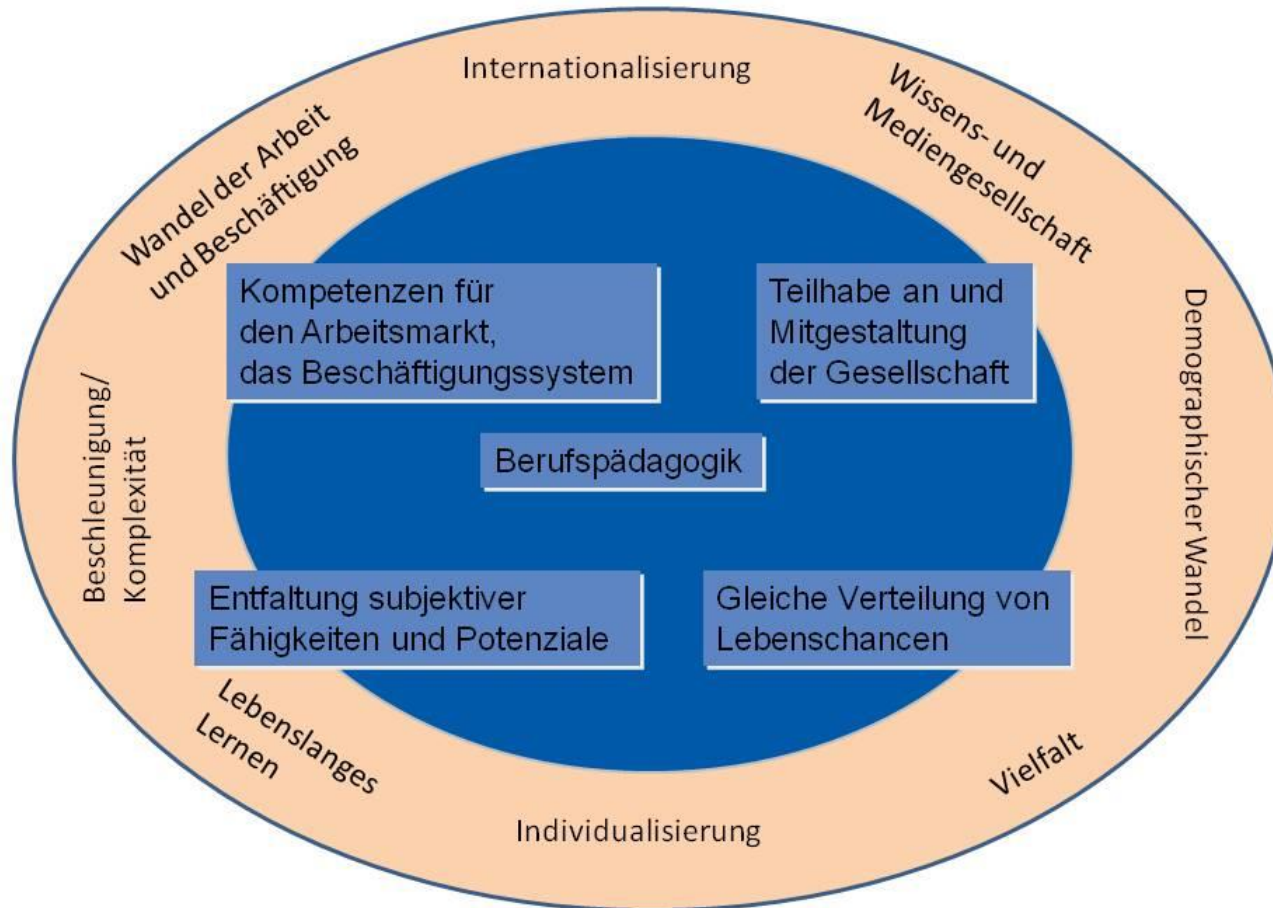 Internationalisierung
Wissens- und
Mediengesellschaft
Wandel der Arbeit
und Beschäftigung
Kompetenzen für
den Arbeitsmarkt,
das Beschäftigungssystem
Teilhabe an und
Mitgestaltung
der Gesellschaft
Demographischer Wandel
Beschleunigung/
Komplexität
Berufspädagogik
Entfaltung subjektiver
Fähigkeiten und Potenziale
Gleiche Verteilung von
Lebenschancen
Lebenslanges
Lernen
Vielfalt
Individualisierung